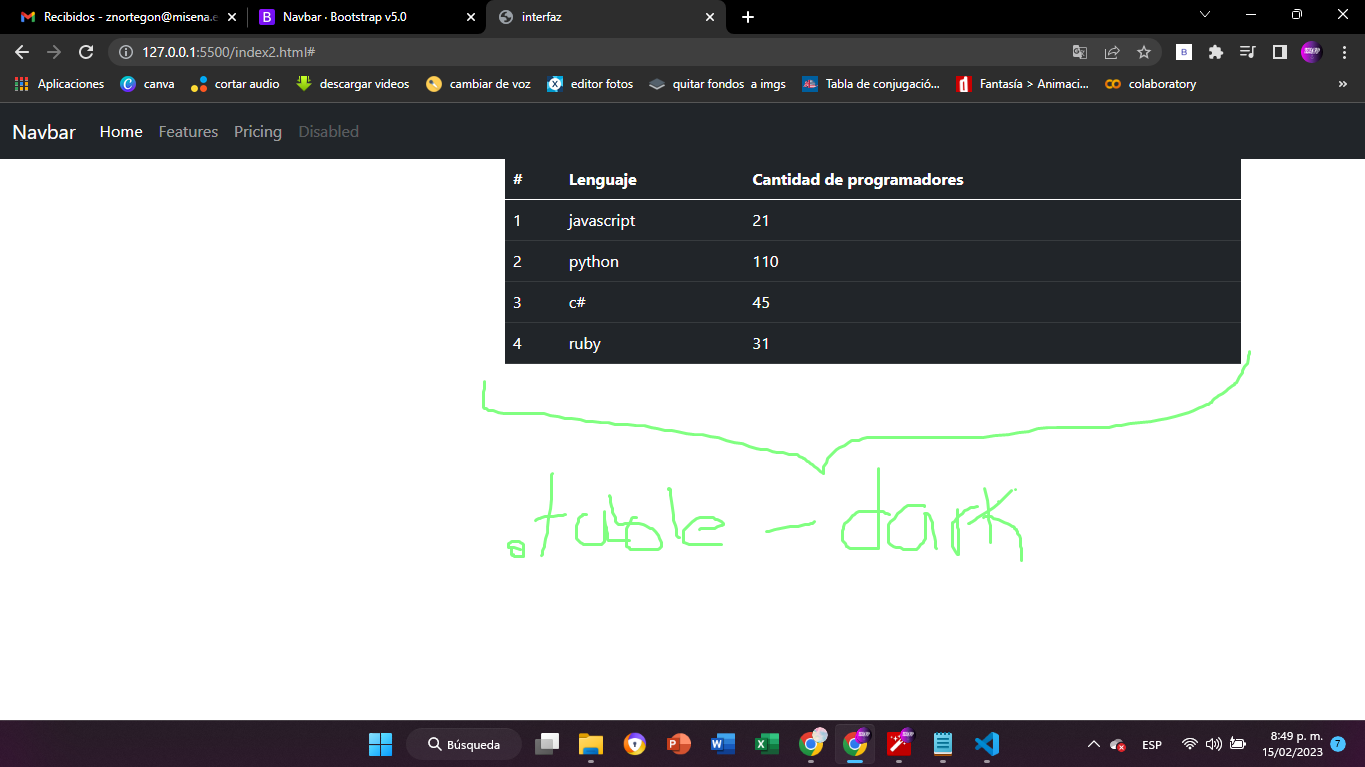 Recibidos - znortegon@misena.e
Navbar · Bootstrap v5.0
interfaz
127.0.0.1:5500/index2.html#
Aplicaciones canva cortar audio descargar videos cambiar de voz editor fotos quitar fondos a imgs Tabla de conjugació... Fantasía > Animaci... colaboratory »
Navbar Home Features Pricing Disabled
# Lenguaje Cantidad de programadores
1 javascript 21
2 python 110
3 c# 45
4 ruby 31
.table - dark
Búsqueda
ESP
8:49 p. m.
15/02/2023
7